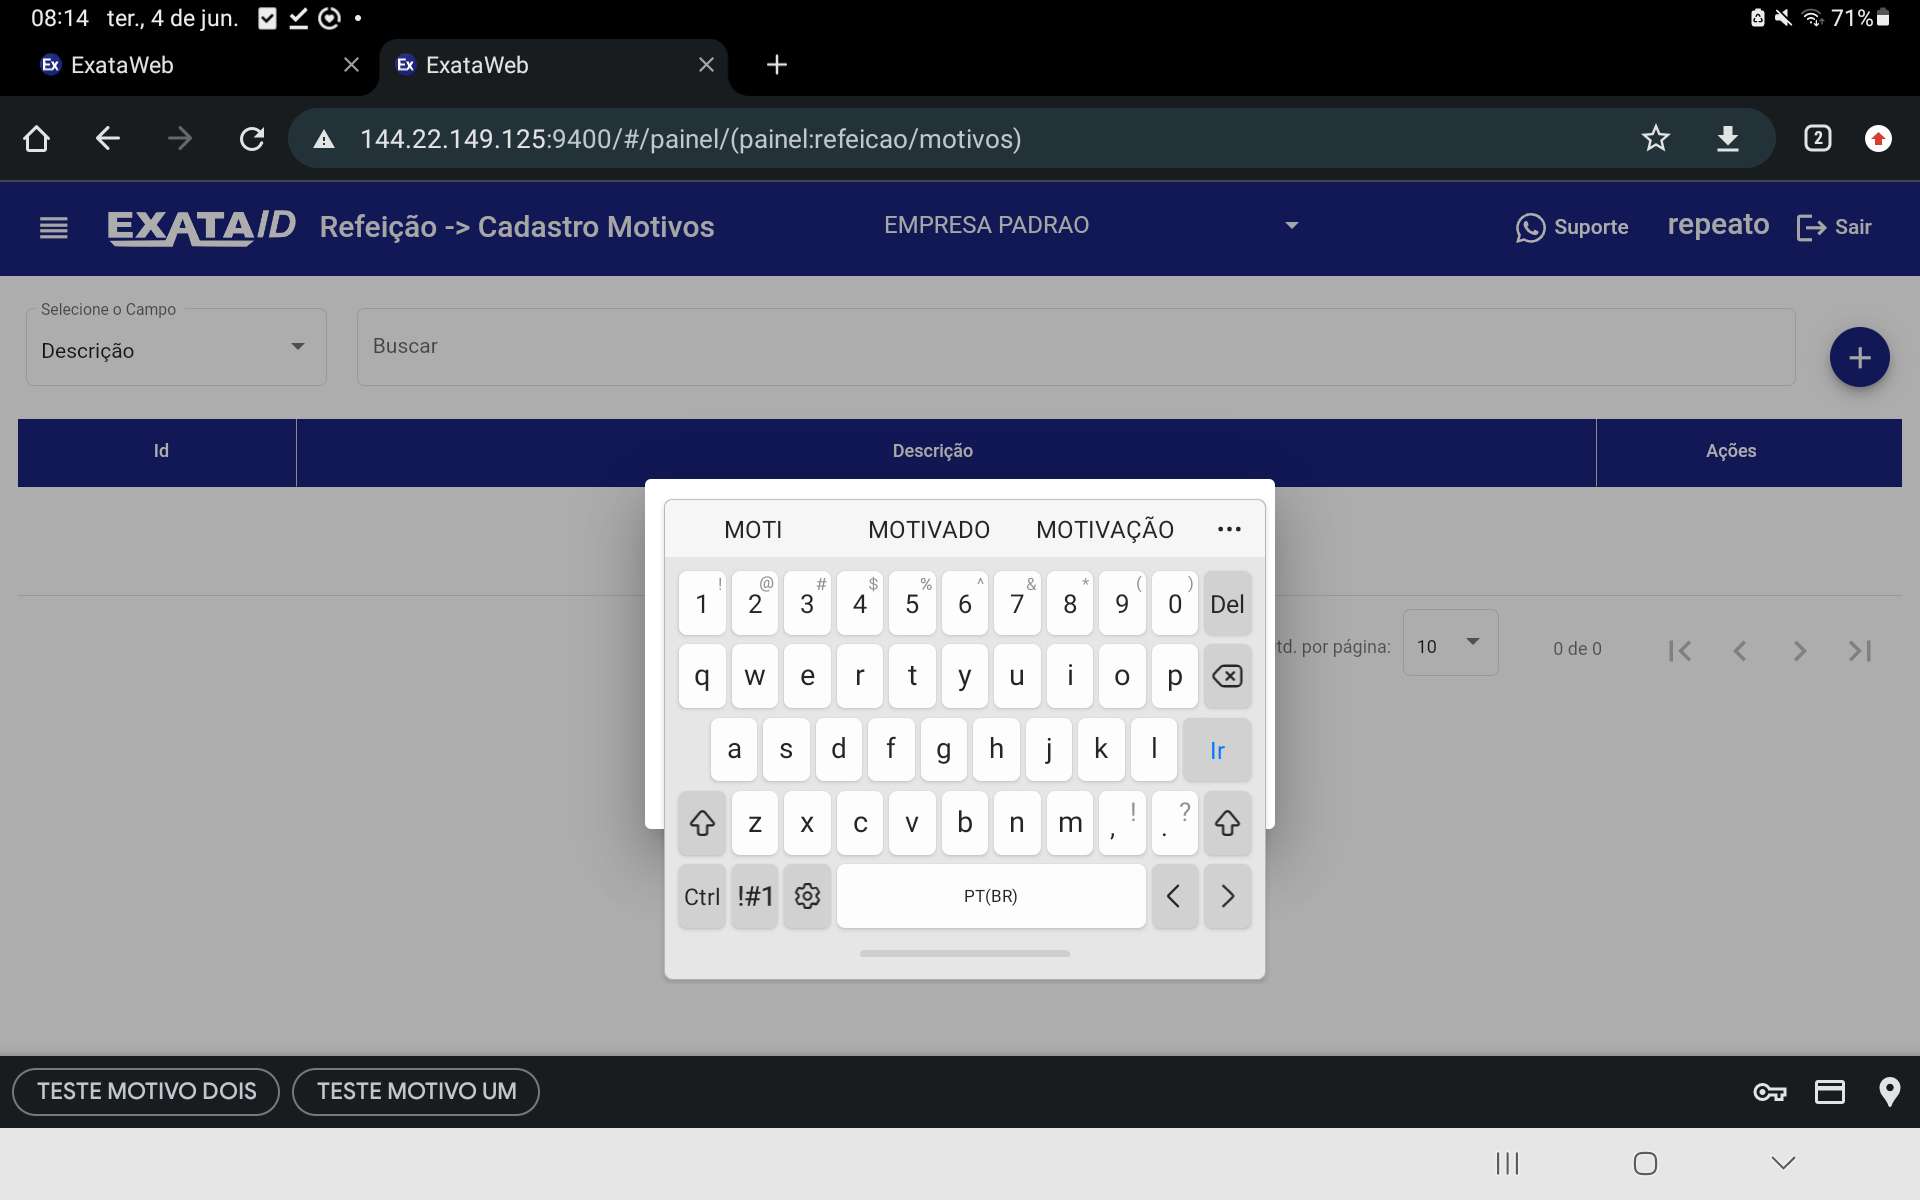 08:14 ter., 4 de jun. 71%
Ex ExataWeb
Ex ExataWeb
144.22.149.125:9400/#/painel/(painel:refeicao/motivos)
2
EXATAID Refeição -> Cadastro Motivos EMPRESA PADRAO Suporte repeato Sair
Selecione o Campo
Descrição
Buscar
Id Descrição Ações
MOTI MOTIVADO MOTIVAÇÃO
! @ # $ % ^ & * ( )
1 2 3 4 5 6 7 8 9 0 Del
td. por página: 10 0 de 0
q w e r t y u i o p
a s d f g h j k l Ir
z x c v b n m , ! . ?
Ctrl !#1 PT(BR)
TESTE MOTIVO DOIS TESTE MOTIVO UM